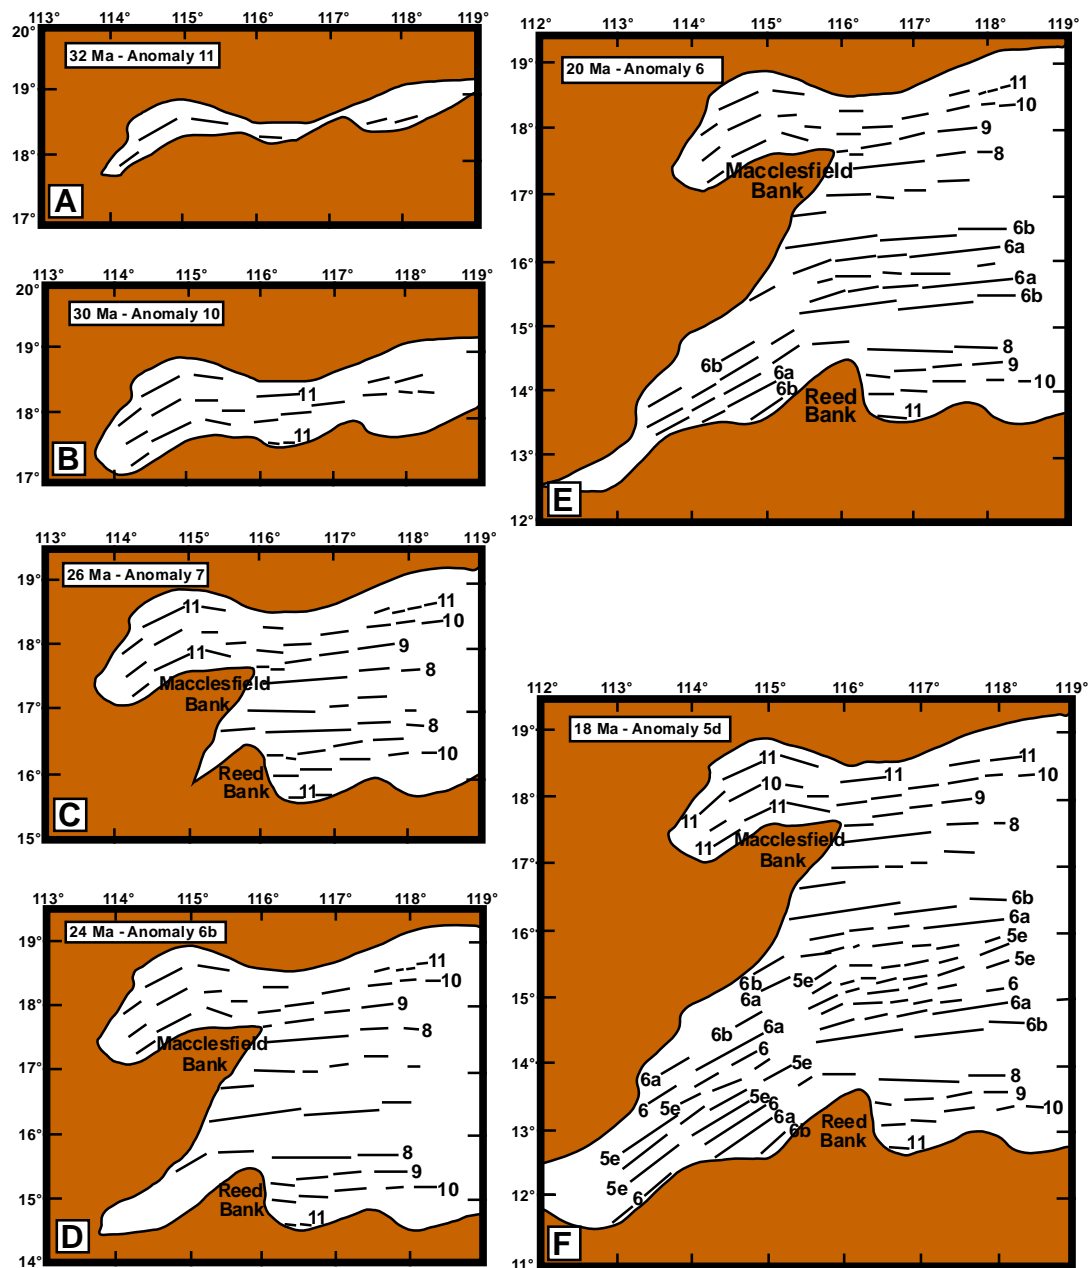 113° 114° 115° 116° 117° 118° 119°
20°
32 Ma - Anomaly 11
19°
18°
17°
A
113° 114° 115° 116° 117° 118° 119°
20°
30 Ma - Anomaly 10
19°
11
18°
11
17°
B
113° 114° 115° 116° 117° 118° 119°
26 Ma - Anomaly 7
19°
11 11
10
18°
11 9
8
Macclesfield
Bank
17°
8
10
16°
Reed
Bank
11
15°
C
113° 114° 115° 116° 117° 118° 119°
24 Ma - Anomaly 6b
19°
11
10
18°
9
8
Macclesfield
Bank
17°
16°
8
9
10
15°
Reed
Bank
11
14°
D
112° 113° 114° 115° 116° 117° 118° 119°
19°
20 Ma - Anomaly 6
11
10
18°
9
8
Macclesfield
Bank
17°
6b
6a
16°
6a
6b
15°
8
6b 9
6a
6b 10
14°
Reed
Bank
11
13°
12°
E
112° 113° 114° 115° 116° 117° 118° 119°
19°
18 Ma - Anomaly 5d
11 11 11
10 10
18°
11 9
11 8
11
Macclesfield
Bank
17°
6b
6a
16°
5e
5e
6b 5e 6
6a 6a
15°
6b 6a 6b
6
14°
5e 8
6a 9
5e 6 10
6 5e
6a
6b
13°
Reed
Bank
11
5e
12°
5e
6
11°
F